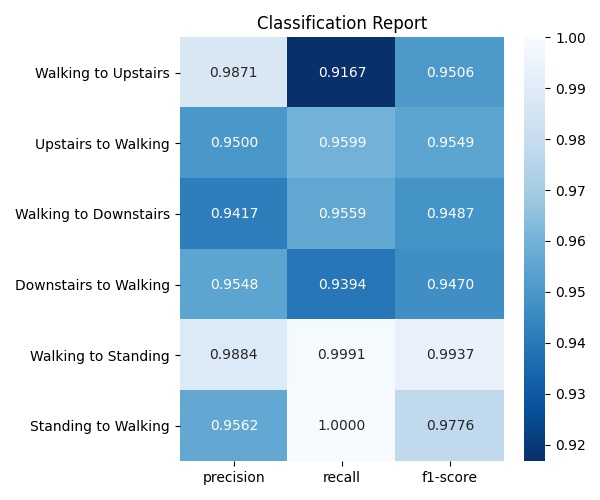 Classification Report
Walking to Upstairs 0.9871 0.9167 0.9506
Upstairs to Walking 0.9500 0.9599 0.9549
Walking to Downstairs 0.9417 0.9559 0.9487
Downstairs to Walking 0.9548 0.9394 0.9470
Walking to Standing 0.9884 0.9991 0.9937
Standing to Walking 0.9562 1.0000 0.9776
precision recall f1-score
1.00
0.99
0.98
0.97
0.96
0.95
0.94
0.93
0.92